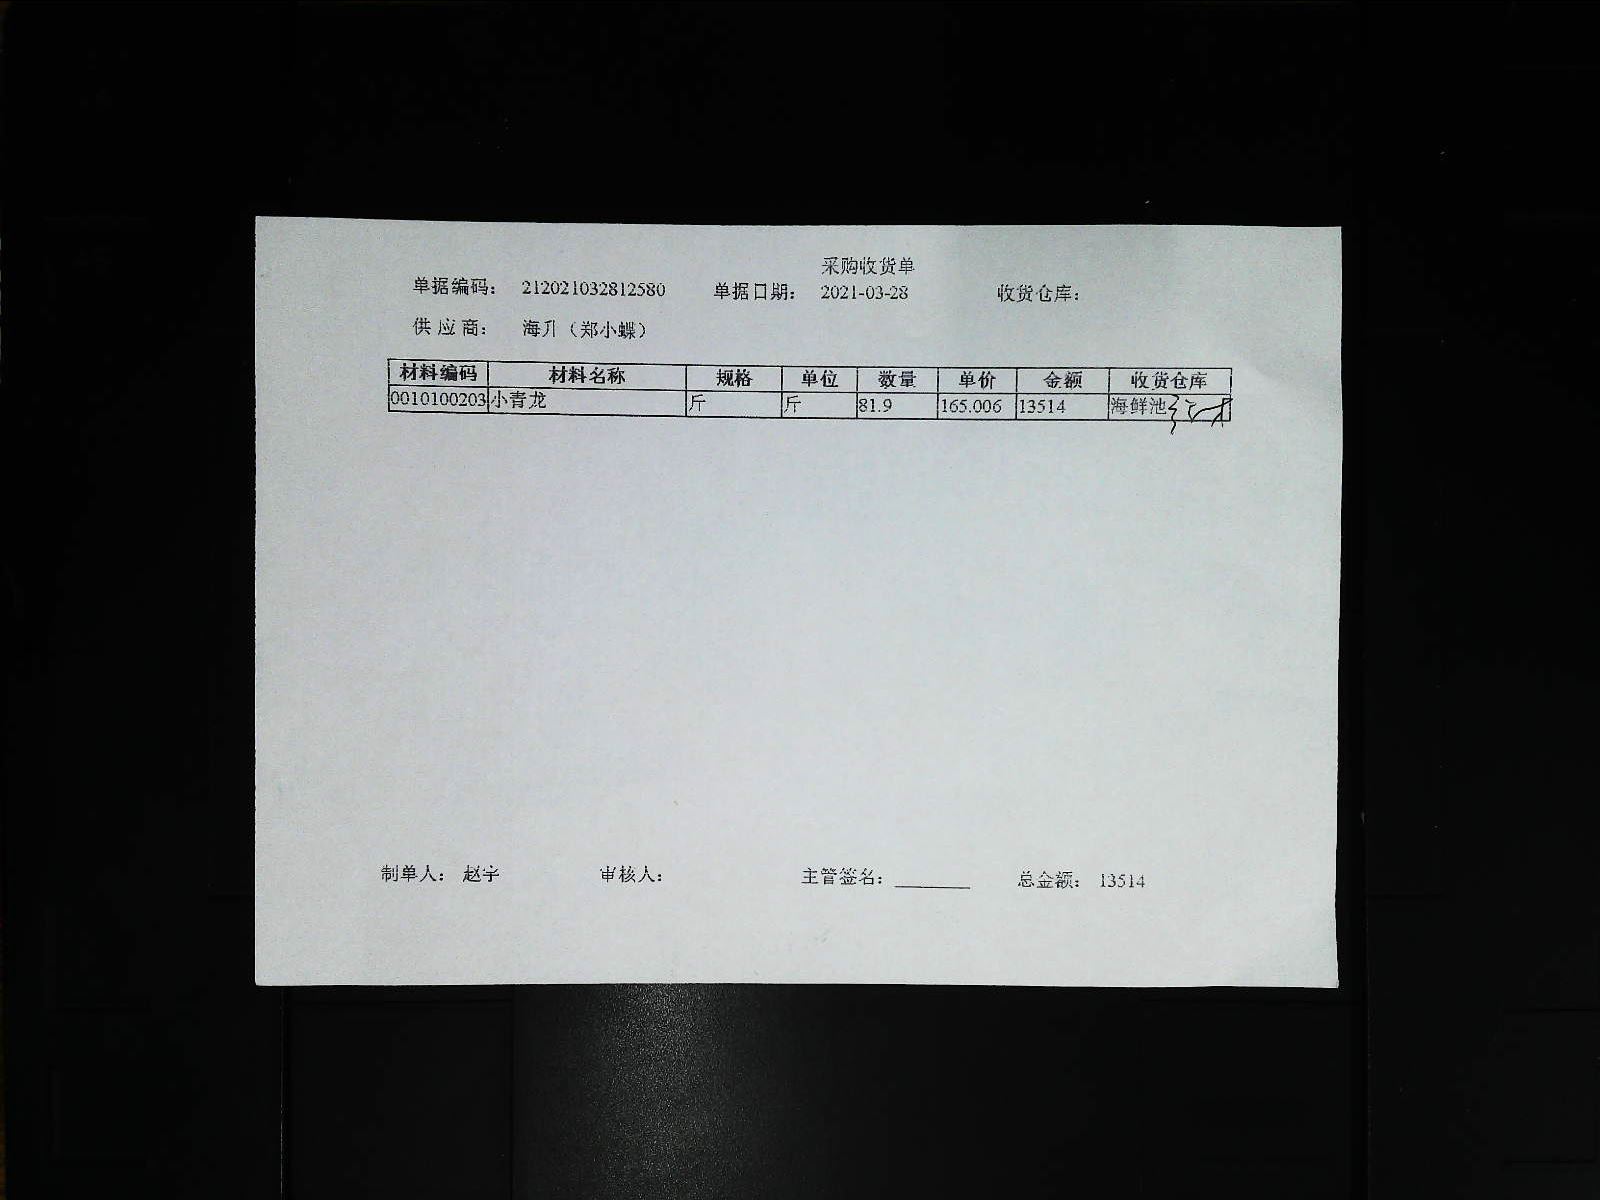 采购收货单
单据编码： 212021032812580 单据日期： 2021-03-28 收货仓库：
供 应 商： 海升（郑小蝶）
材料编码 材料名称 规格 单位 数量 单价 金额 收货仓库
0010100203 小青龙 斤 斤 81.9 165.006 13514 海鲜池
制单人： 赵宇 审核人： 主管签名： 总金额： 13514